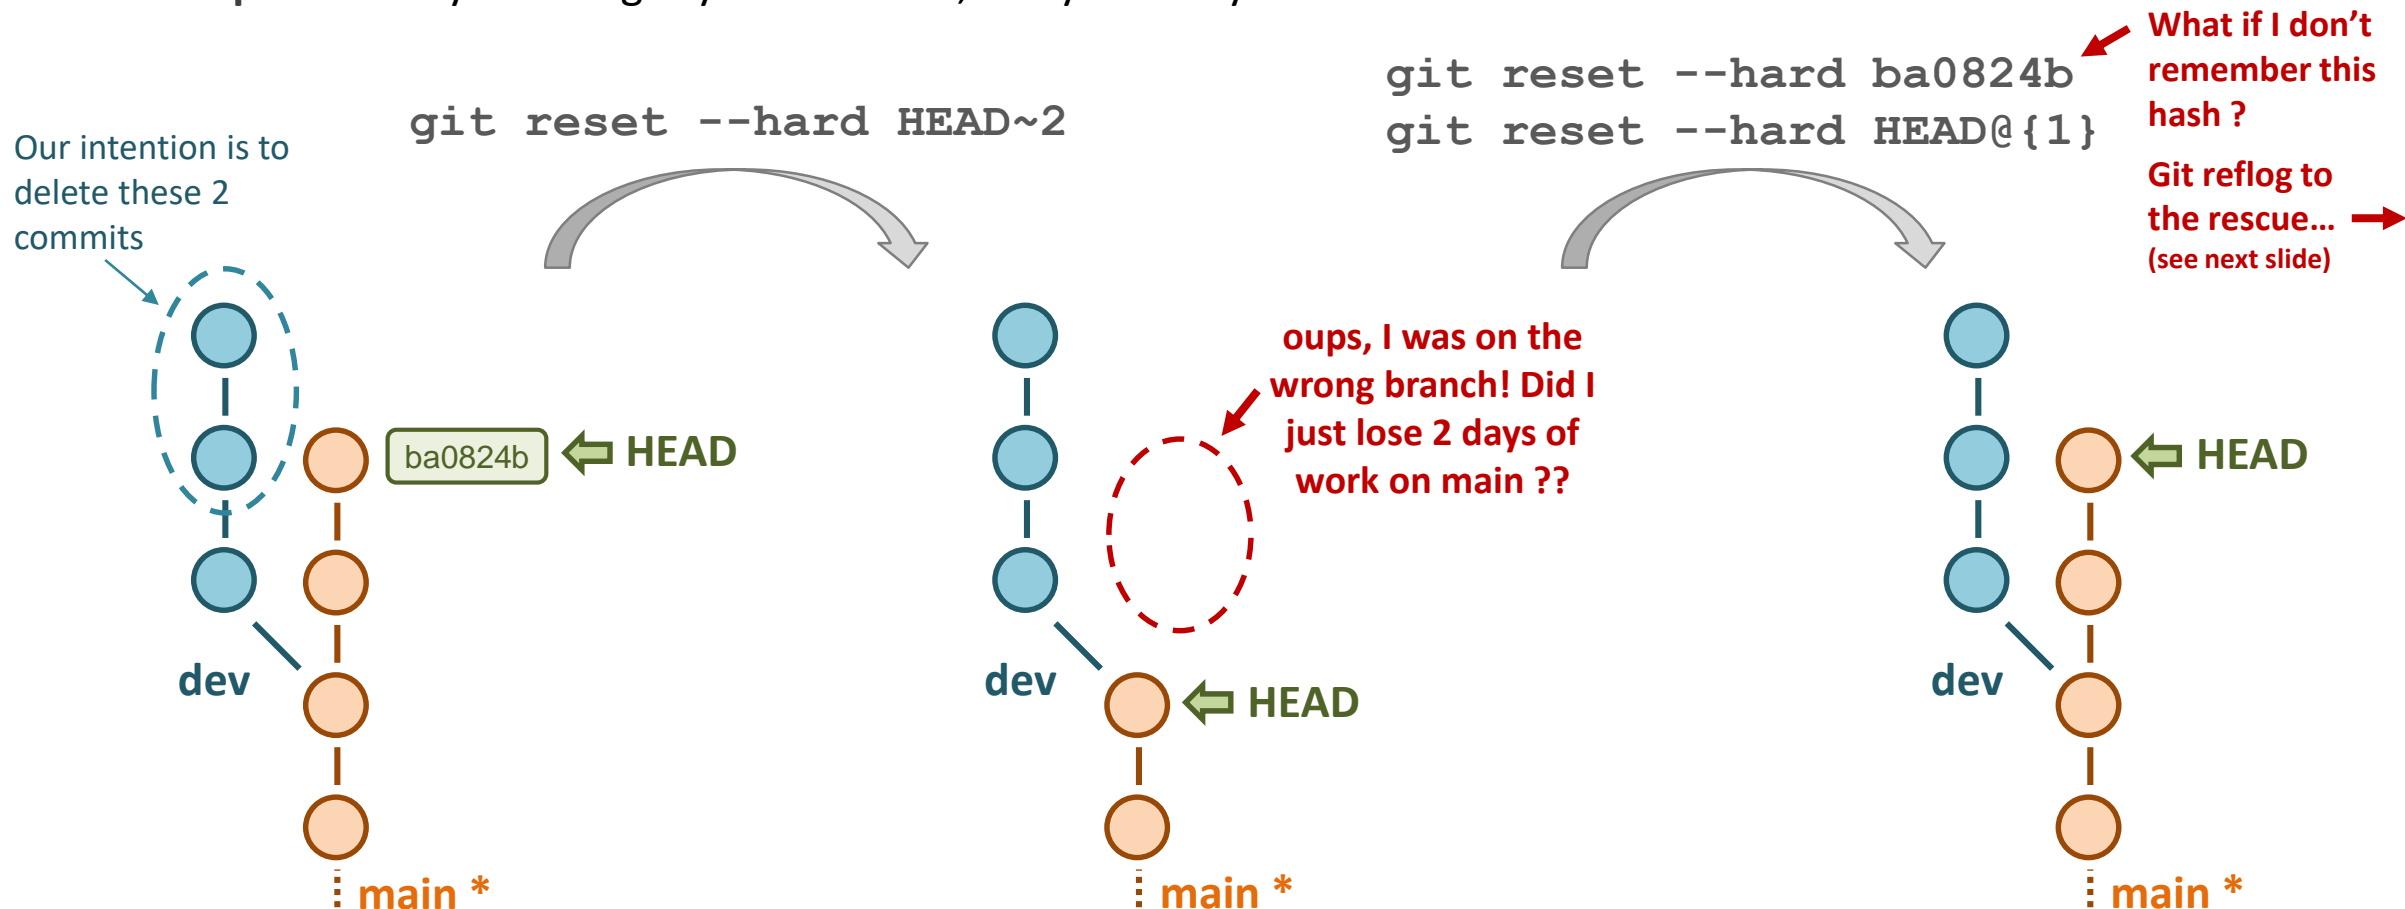 git reset --hard HEAD~2
Our intention is to
delete these 2
commits
ba0824b
HEAD
dev
main *
oups, I was on the
wrong branch! Did I
just lose 2 days of
work on main ??
HEAD
dev
main *
git reset --hard ba0824b
git reset --hard HEAD@{1}
What if I don’t
remember this
hash ?
Git reflog to
the rescue…
(see next slide)
HEAD
dev
main *